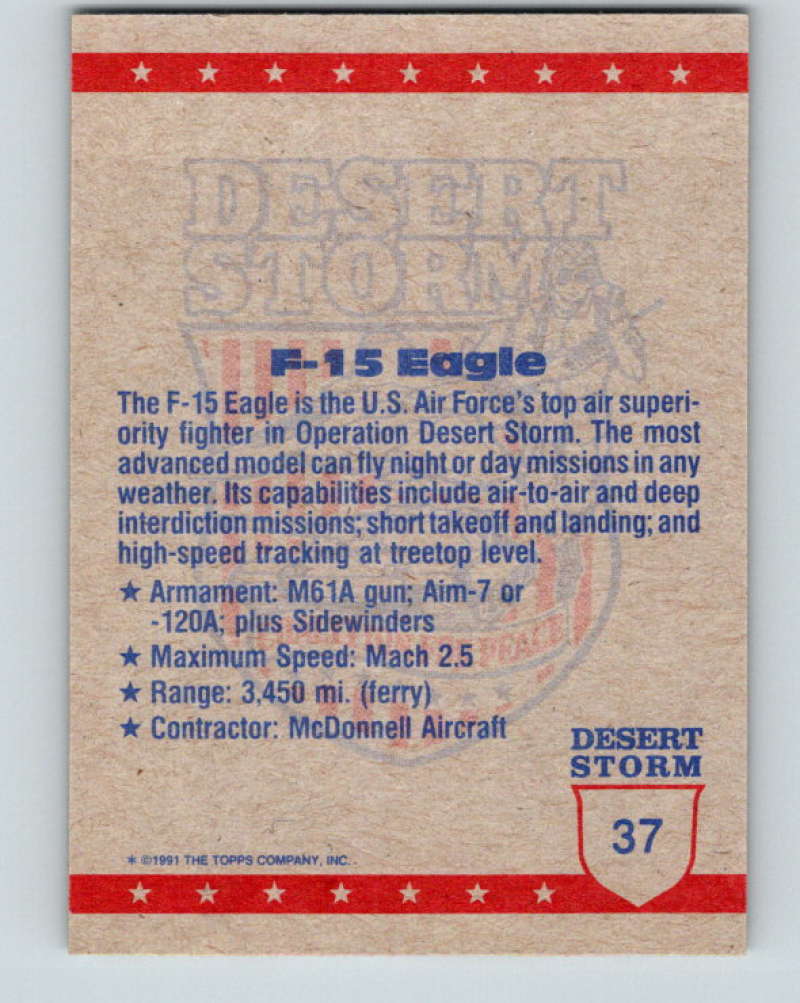 DESERT
STORM
F-15 Eagle
The F-15 Eagle is the U.S. Air Force's top air superi-
ority fighter in Operation Desert Storm. The most
advanced model can fly night or day missions in any
weather. Its capabilities include air-to-air and deep
interdiction missions; short takeoff and landing; and
high-speed tracking at treetop level.
★ Armament: M61A gun; Aim-7 or
-120A; plus Sidewinders
★ Maximum Speed: Mach 2.5
★ Range: 3,450 mi. (ferry)
★ Contractor: McDonnell Aircraft
DESERT
STORM
37
* ©1991 THE TOPPS COMPANY, INC.